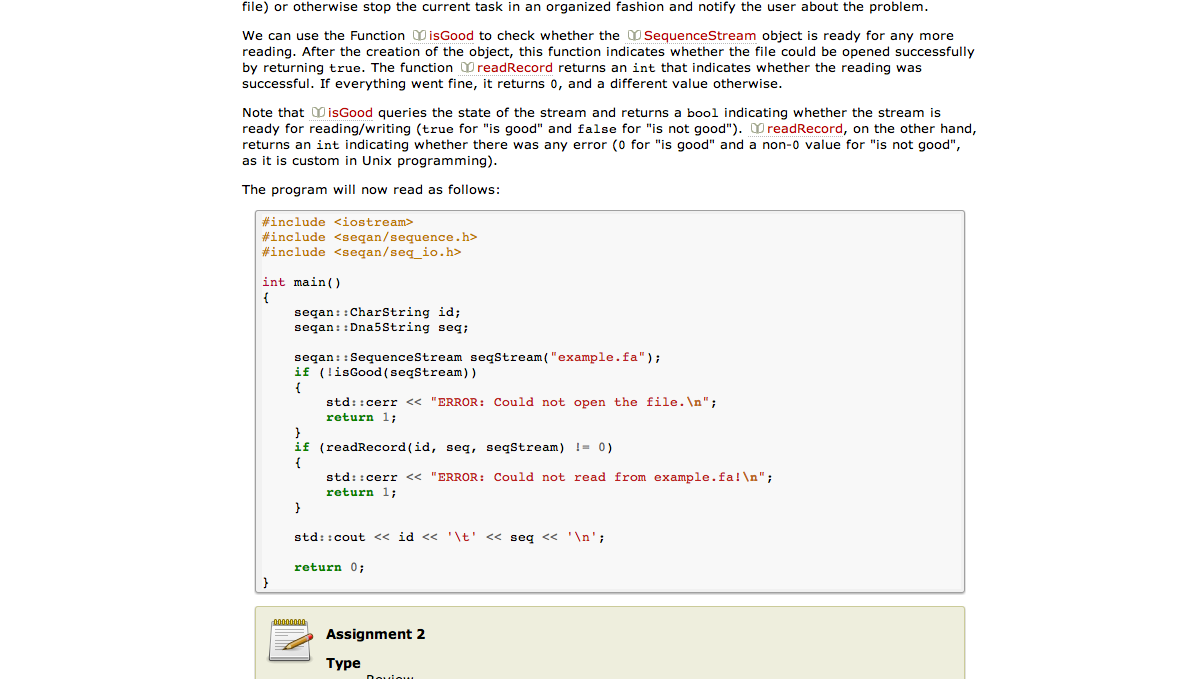 file) or otherwise stop the current task in an organized fashion and notify the user about the problem.
We can use the Function isGood to check whether the SequenceStream object is ready for any more
reading. After the creation of the object, this function indicates whether the file could be opened successfully
by returning true. The function readRecord returns an int that indicates whether the reading was
successful. If everything went fine, it returns 0, and a different value otherwise.
Note that isGood queries the state of the stream and returns a bool indicating whether the stream is
ready for reading/writing (true for "is good" and false for "is not good"). readRecord, on the other hand,
returns an int indicating whether there was any error (0 for "is good" and a non-0 value for "is not good",
as it is custom in Unix programming).
The program will now read as follows:
#include <iostream>
#include <seqan/sequence.h>
#include <seqan/seq_io.h>
int main()
{
    seqan::CharString id;
    seqan::Dna5String seq;
    seqan::SequenceStream seqStream("example.fa");
    if (!isGood(seqStream))
    {
        std::cerr << "ERROR: Could not open the file.\n";
        return 1;
    }
    if (readRecord(id, seq, seqStream) != 0)
    {
        std::cerr << "ERROR: Could not read from example.fa!\n";
        return 1;
    }
    std::cout << id << '\t' << seq << '\n';
    return 0;
}
Assignment 2
Type
Review